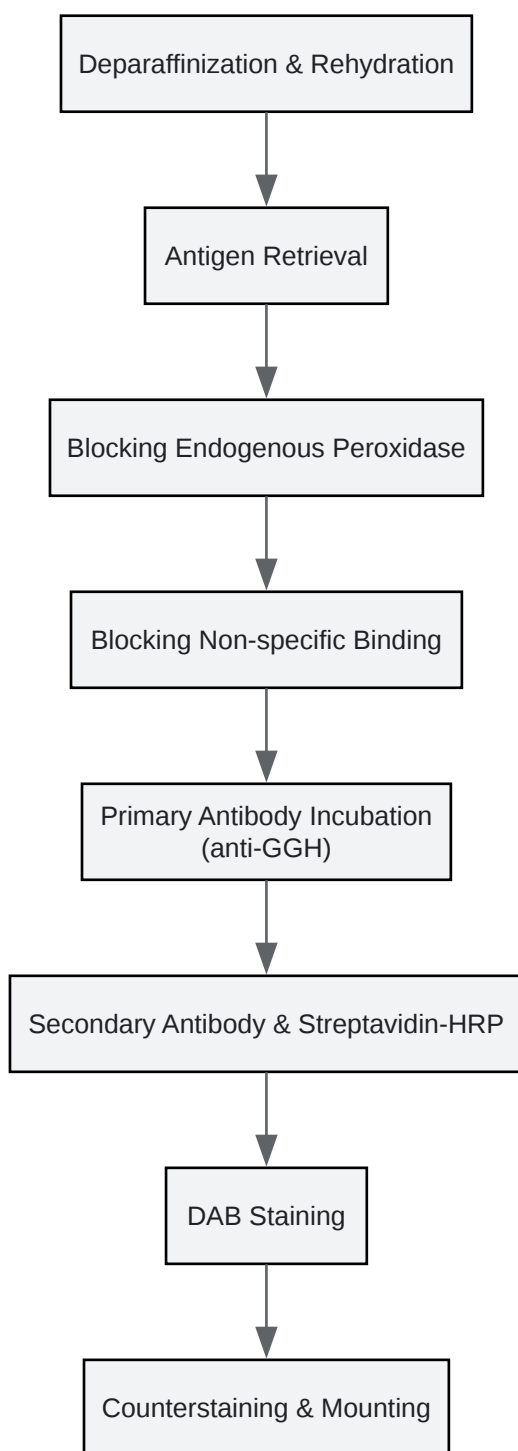 Deparaffinization & Rehydration
Antigen Retrieval
Blocking Endogenous Peroxidase
Blocking Non-specific Binding
Primary Antibody Incubation
(anti-GGH)
Secondary Antibody & Streptavidin-HRP
DAB Staining
Counterstaining & Mounting